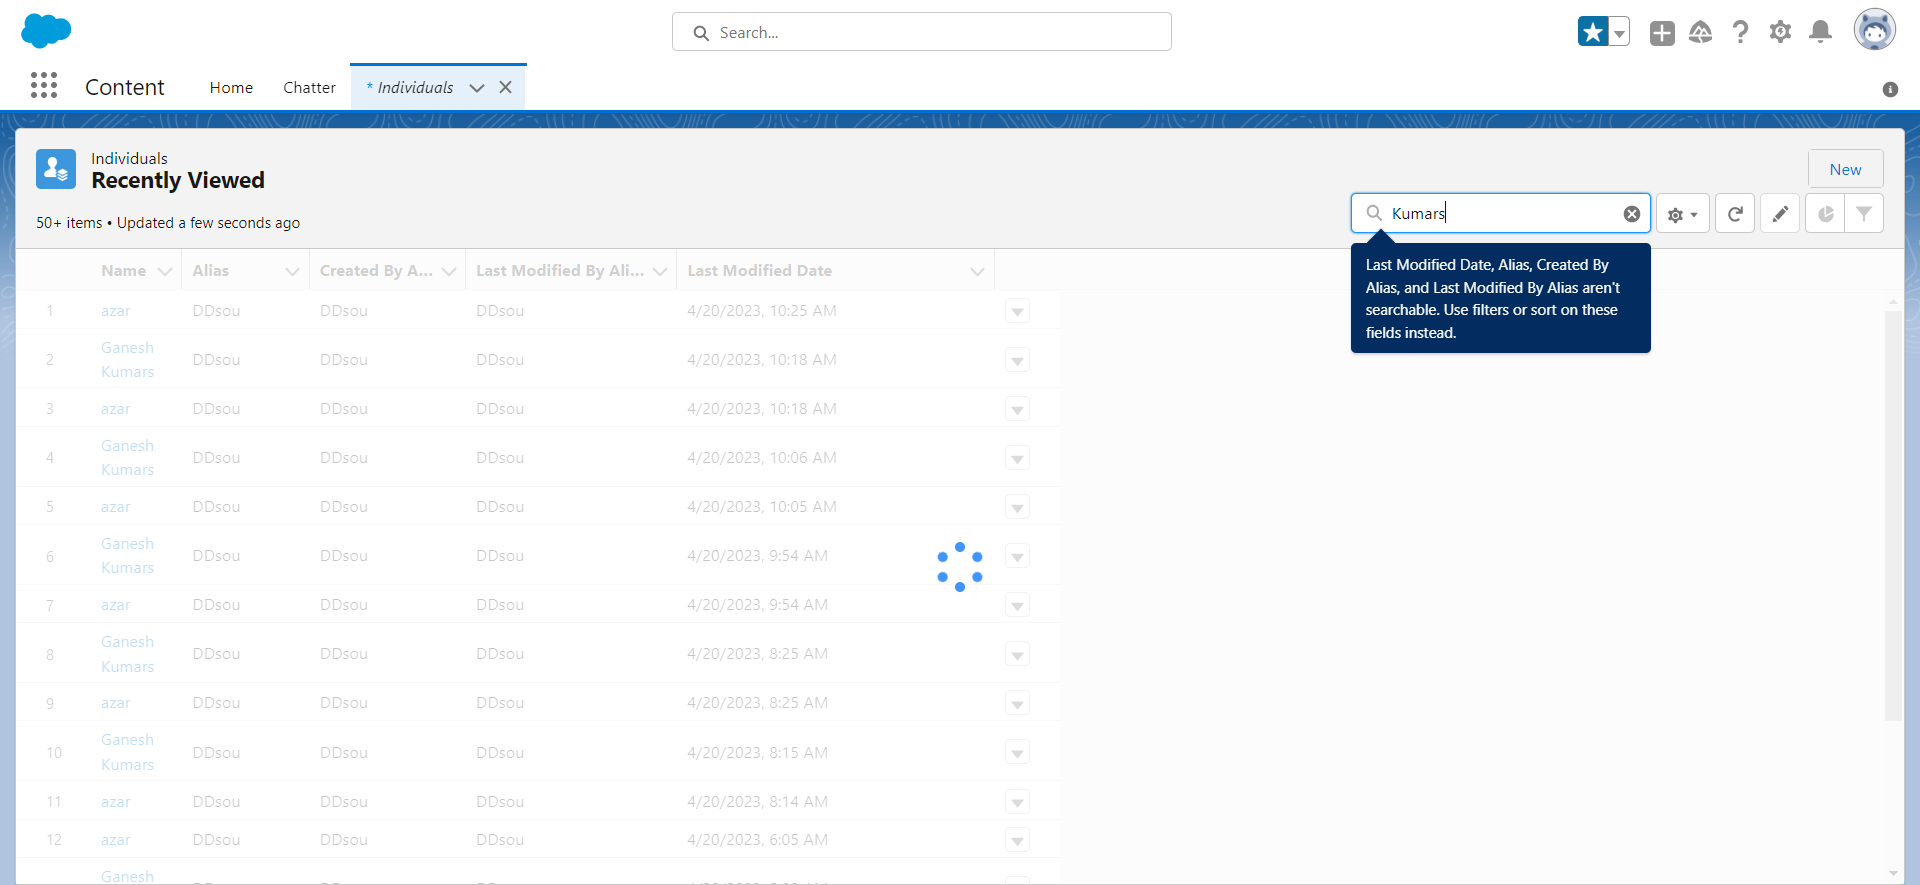 Search...
Content
Home
Chatter
* Individuals
Individuals
Recently Viewed
New
50+ items • Updated a few seconds ago
Kumars
Last Modified Date, Alias, Created By
Alias, and Last Modified By Alias aren't
searchable. Use filters or sort on these
fields instead.
Name Alias Created By A... Last Modified By Ali... Last Modified Date
1 azar DDsou DDsou DDsou 4/20/2023, 10:25 AM
2 Ganesh Kumars DDsou DDsou DDsou 4/20/2023, 10:18 AM
3 azar DDsou DDsou DDsou 4/20/2023, 10:18 AM
4 Ganesh Kumars DDsou DDsou DDsou 4/20/2023, 10:06 AM
5 azar DDsou DDsou DDsou 4/20/2023, 10:05 AM
6 Ganesh Kumars DDsou DDsou DDsou 4/20/2023, 9:54 AM
7 azar DDsou DDsou DDsou 4/20/2023, 9:54 AM
8 Ganesh Kumars DDsou DDsou DDsou 4/20/2023, 8:25 AM
9 azar DDsou DDsou DDsou 4/20/2023, 8:25 AM
10 Ganesh Kumars DDsou DDsou DDsou 4/20/2023, 8:15 AM
11 azar DDsou DDsou DDsou 4/20/2023, 8:14 AM
12 azar DDsou DDsou DDsou 4/20/2023, 6:05 AM
Ganesh